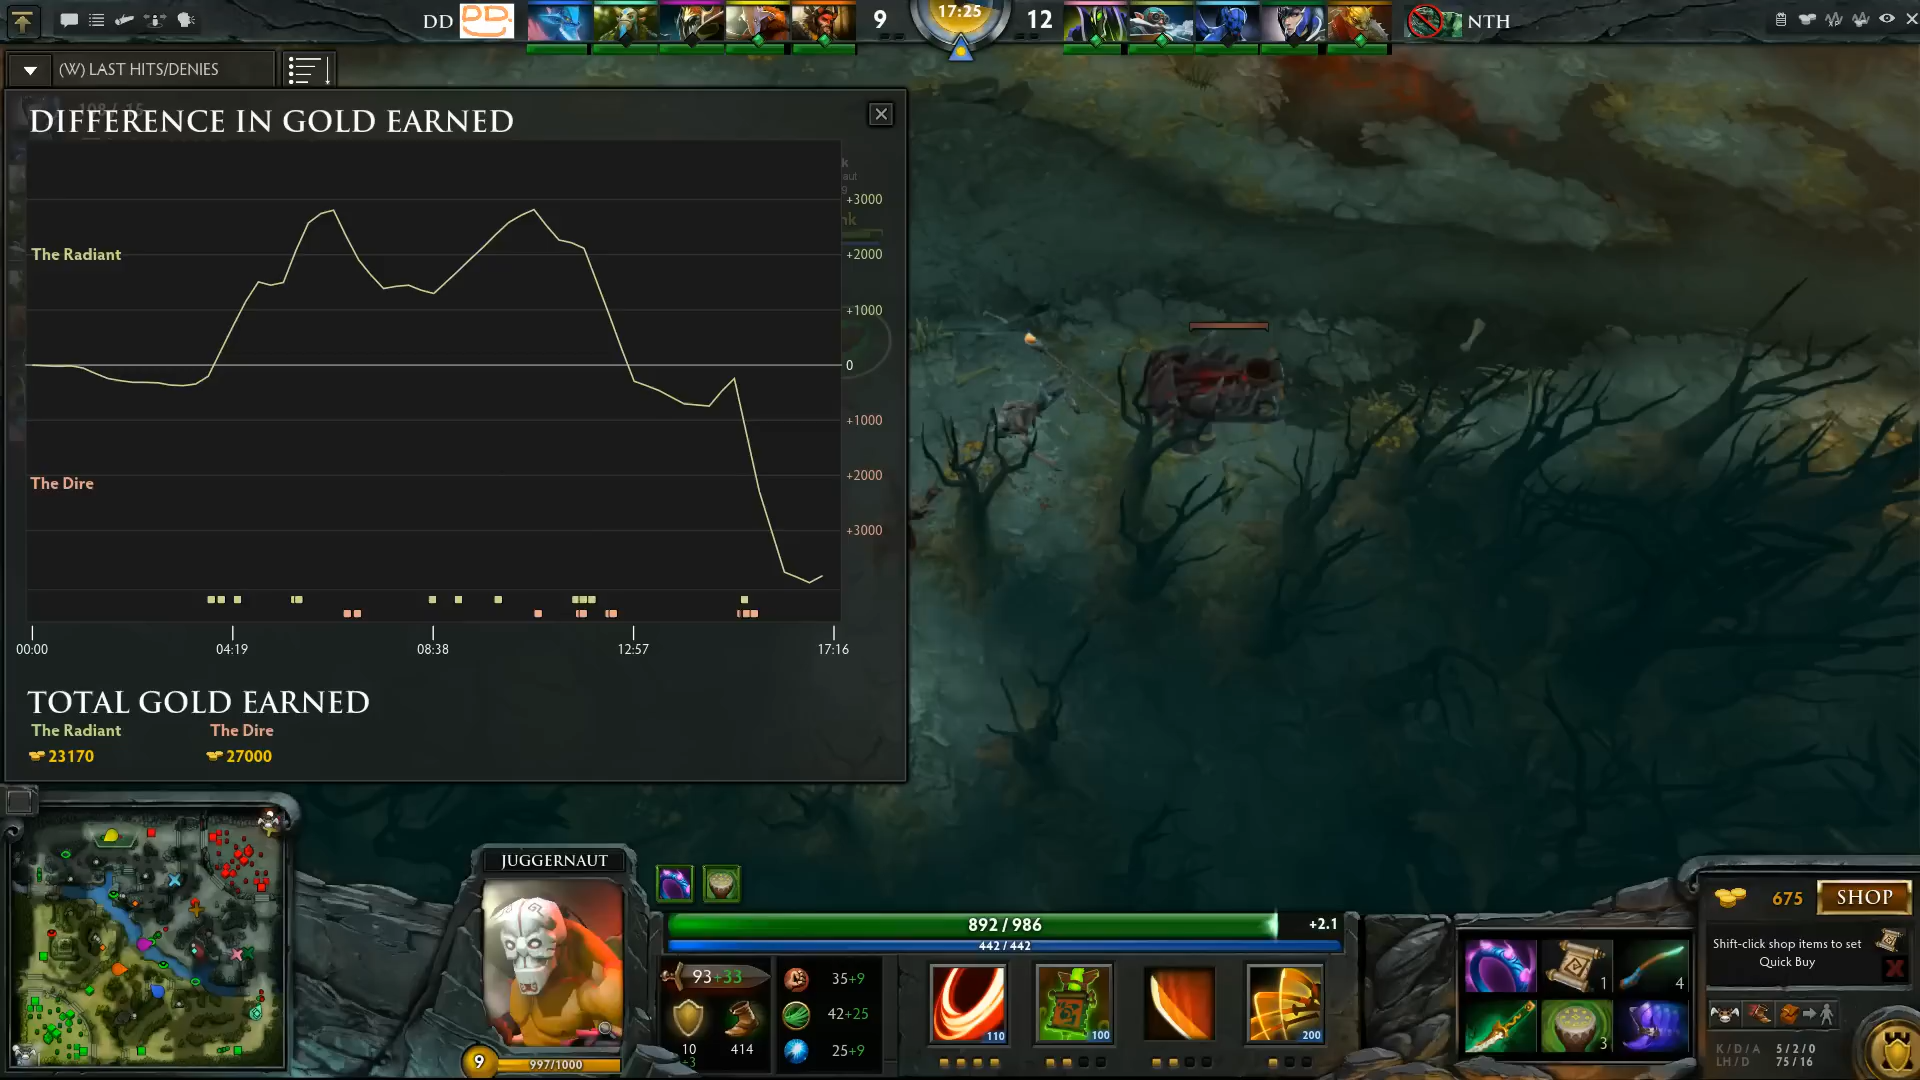 DD
DD.
9
17:25
12
NTH
(W) LAST HITS/DENIES
DIFFERENCE IN GOLD EARNED
+3000
The Radiant
+2000
+1000
0
+1000
+2000
The Dire
+3000
00:00
04:19
08:38
12:57
17:16
TOTAL GOLD EARNED
The Radiant
The Dire
23170
27000
JUGGERNAUT
892 / 986
+2.1
442 / 442
93+33
10
+3
414
35+9
42+25
25+9
9
997/1000
110
100
200
1
4
3
675
SHOP
Shift-click shop items to set
Quick Buy
K/D/A 5/2/0
LH/D 75/16